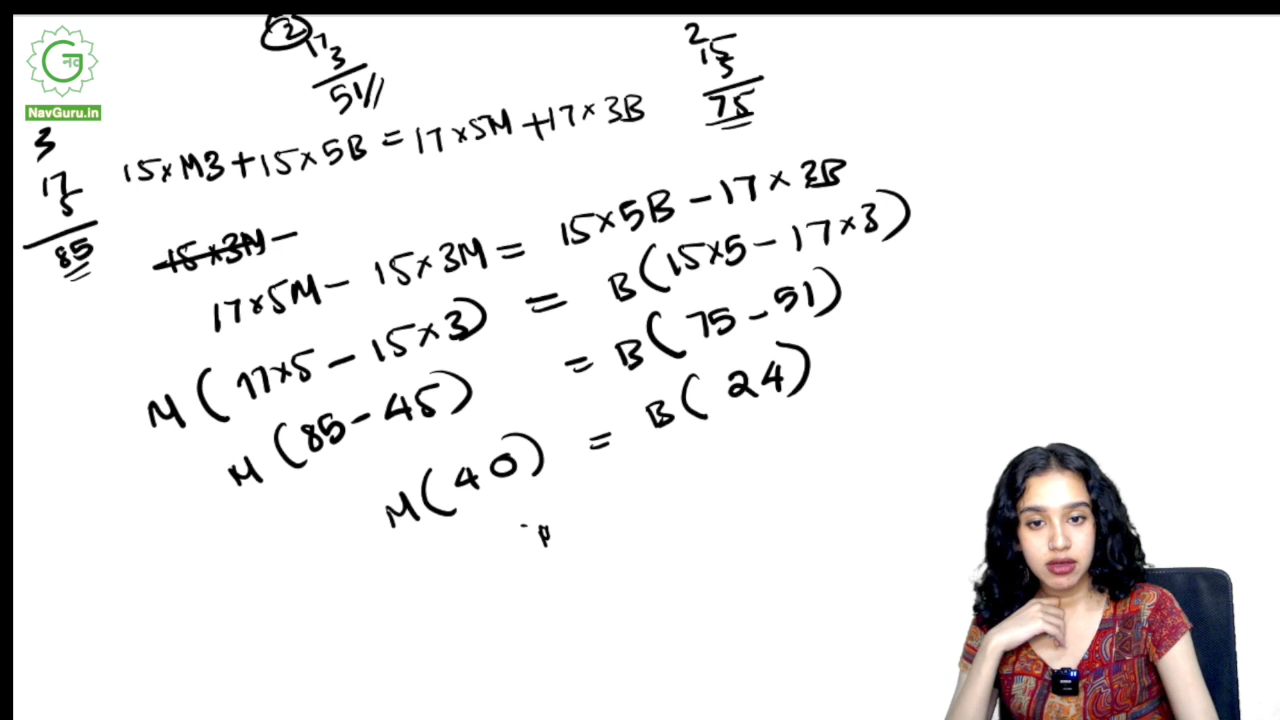 नव
NavGuru.in
2
17
3
51//
2
15
5
75
3
17
5
85
15×M3+15×5B=17×5M+17×3B
15×3M-
17×5M-15×3M=15×5B-17×3B
M(17×5-15×3)=B(15×5-17×3)
M(85-45)=B(75-51)
M(40)=B(24)